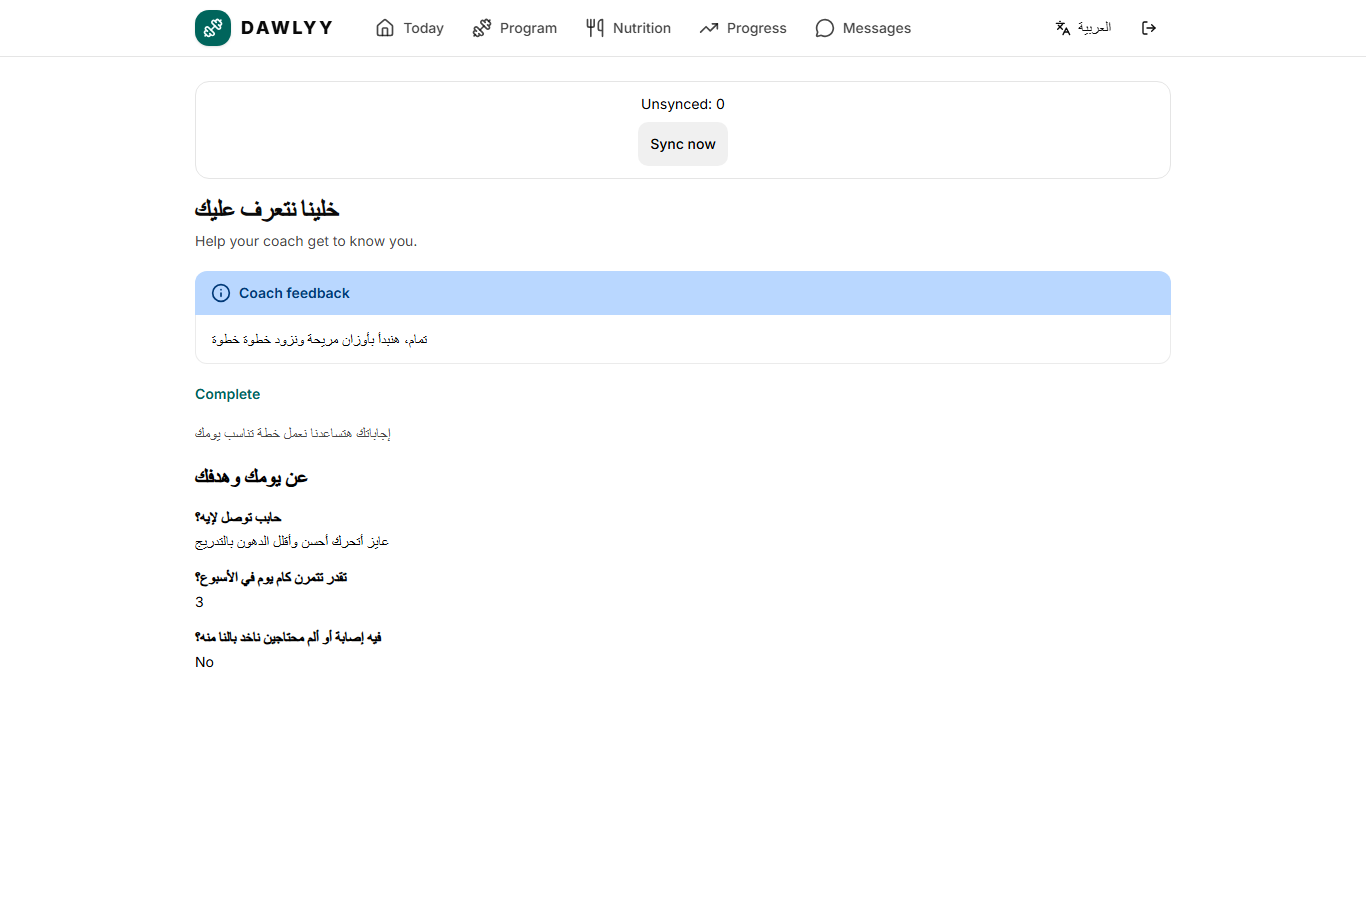 DAWLYY
Today
Program
Nutrition
Progress
Messages
العربية
Unsynced: 0
Sync now
خلينا نتعرف عليك
Help your coach get to know you.
Coach feedback
تمام، هنبدأ بأوزان مريحة ونزود خطوة خطوة
Complete
إجاباتك هتساعدنا نعمل خطة تناسب يومك
عن يومك وهدفك
حابب توصل لإيه؟
عايز أتحرك أحسن وأقلل الدهون بالتدريج
تقدر تتمرن كام يوم في الأسبوع؟
3
فيه إصابة أو ألم محتاجين ناخد بالنا منه؟
No